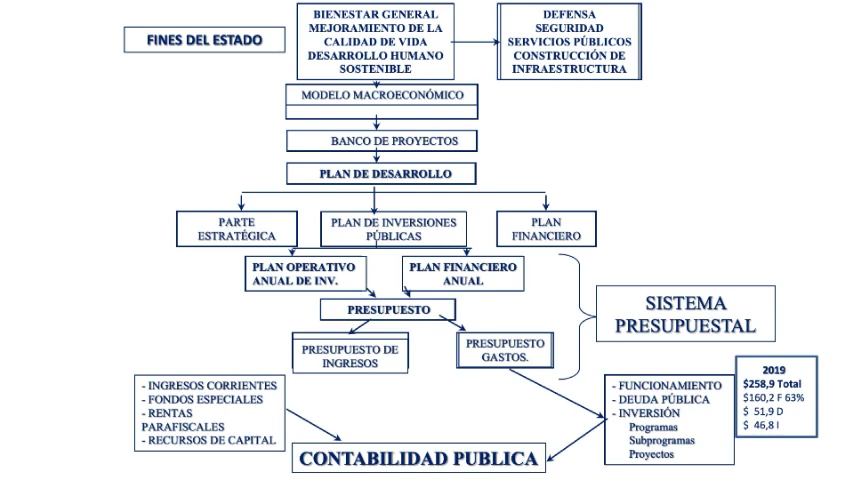 FINES DEL ESTADO
BIENESTAR GENERAL
MEJORAMIENTO DE LA
CALIDAD DE VIDA
DESARROLLO HUMANO
SOSTENIBLE
DEFENSA
SEGURIDAD
SERVICIOS PÚBLICOS
CONSTRUCCIÓN DE
INFRAESTRUCTURA
MODELO MACROECONÓMICO
BANCO DE PROYECTOS
PLAN DE DESARROLLO
PARTE
ESTRATÉGICA
PLAN DE INVERSIONES
PÚBLICAS
PLAN
FINANCIERO
PLAN OPERATIVO
ANUAL DE INV.
PLAN FINANCIERO
ANUAL
PRESUPUESTO
SISTEMA
PRESUPUESTAL
PRESUPUESTO DE
INGRESOS
PRESUPUESTO
GASTOS.
- INGRESOS CORRIENTES
- FONDOS ESPECIALES
- RENTAS
PARAFISCALES
- RECURSOS DE CAPITAL
- FUNCIONAMIENTO
- DEUDA PÚBLICA
- INVERSIÓN
Programas
Subprogramas
Proyectos
2019
$258,9 Total
$160,2 F 63%
$ 51,9 D
$ 46,8 I
CONTABILIDAD PUBLICA